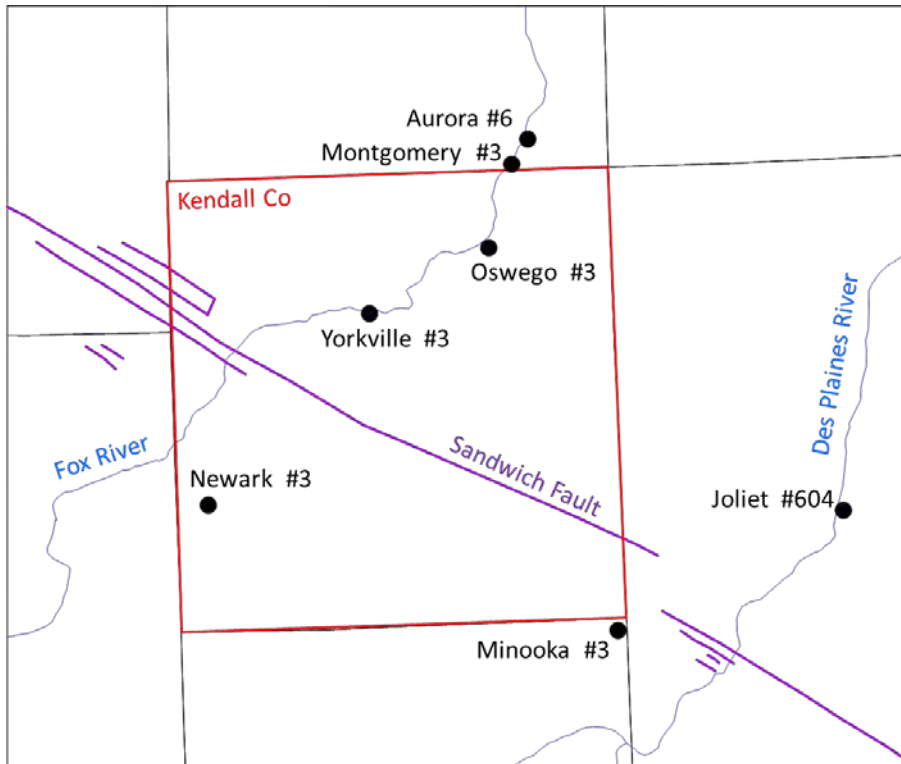 Aurora #6
Montgomery #3
Kendall Co
Oswego #3
Yorkville #3
Des Plaines River
Fox River
Sandwich Fault
Newark #3
Joliet #604
Minooka #3